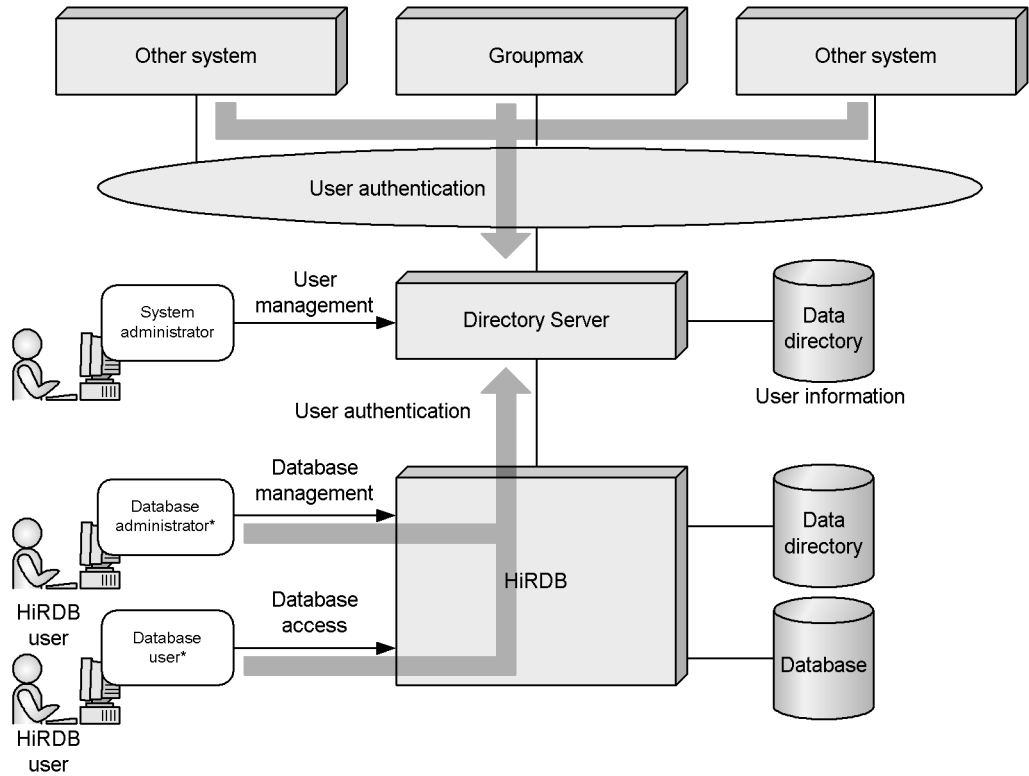 Other system
Groupmax
Other system
User authentication
User
management
System
administrator
Directory Server
Data
directory
User information
User authentication
Database
management
Database
administrator*
HiRDB
user
HiRDB
Data
directory
Database
access
Database
user*
Database
HiRDB
user